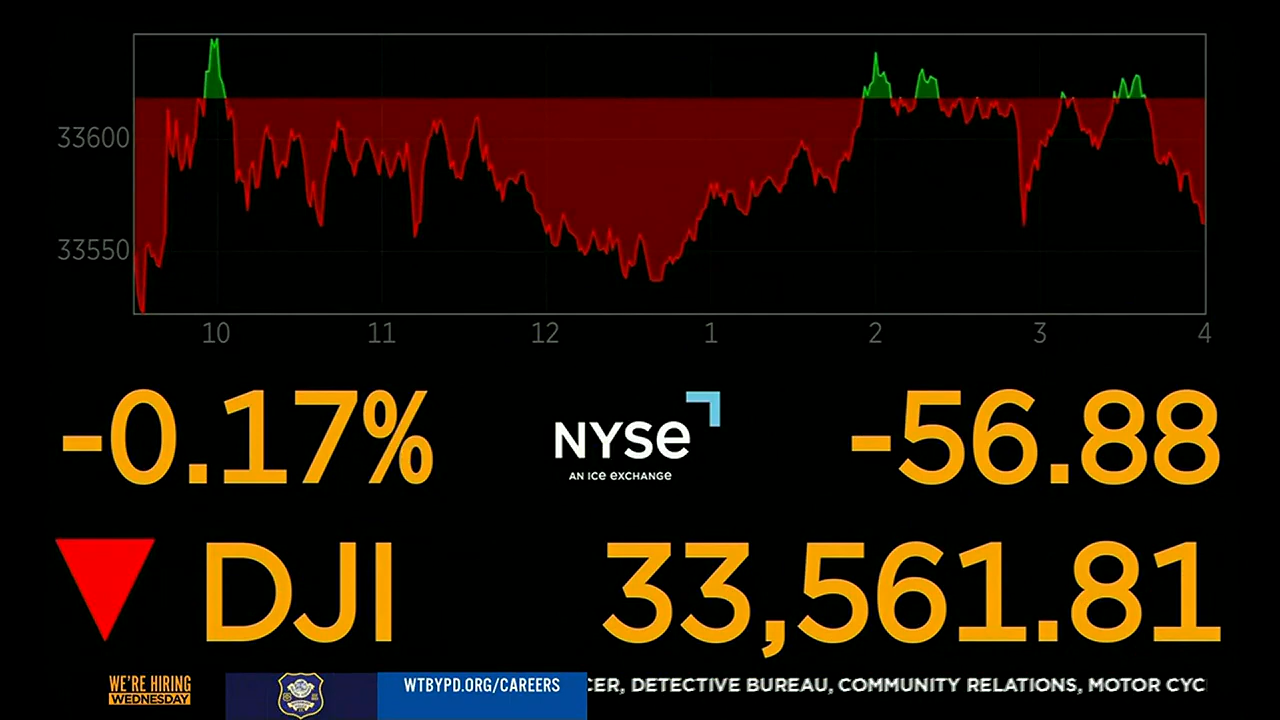 33600
33550
10 11 12 1 2 3 4
-0.17% NYSE -56.88
AN ICE EXCHANGE
DJI 33,561.81
WE'RE HIRING
WEDNESDAY
WTBYPD.ORG/CAREERS
CER, DETECTIVE BUREAU, COMMUNITY RELATIONS, MOTOR CYC